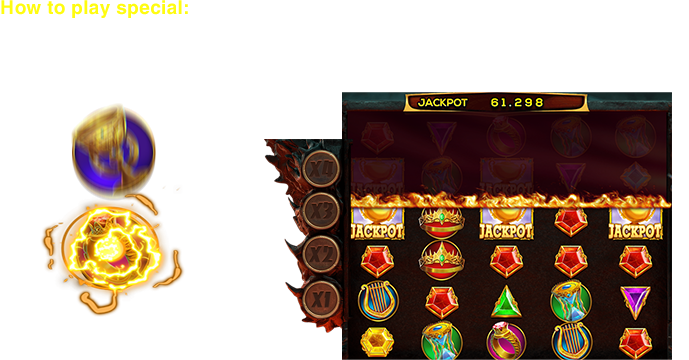 How to play special:
JACKPOT 61.298
X4
X3
JACKPOT JACKPOT JACKPOT
X2
X1